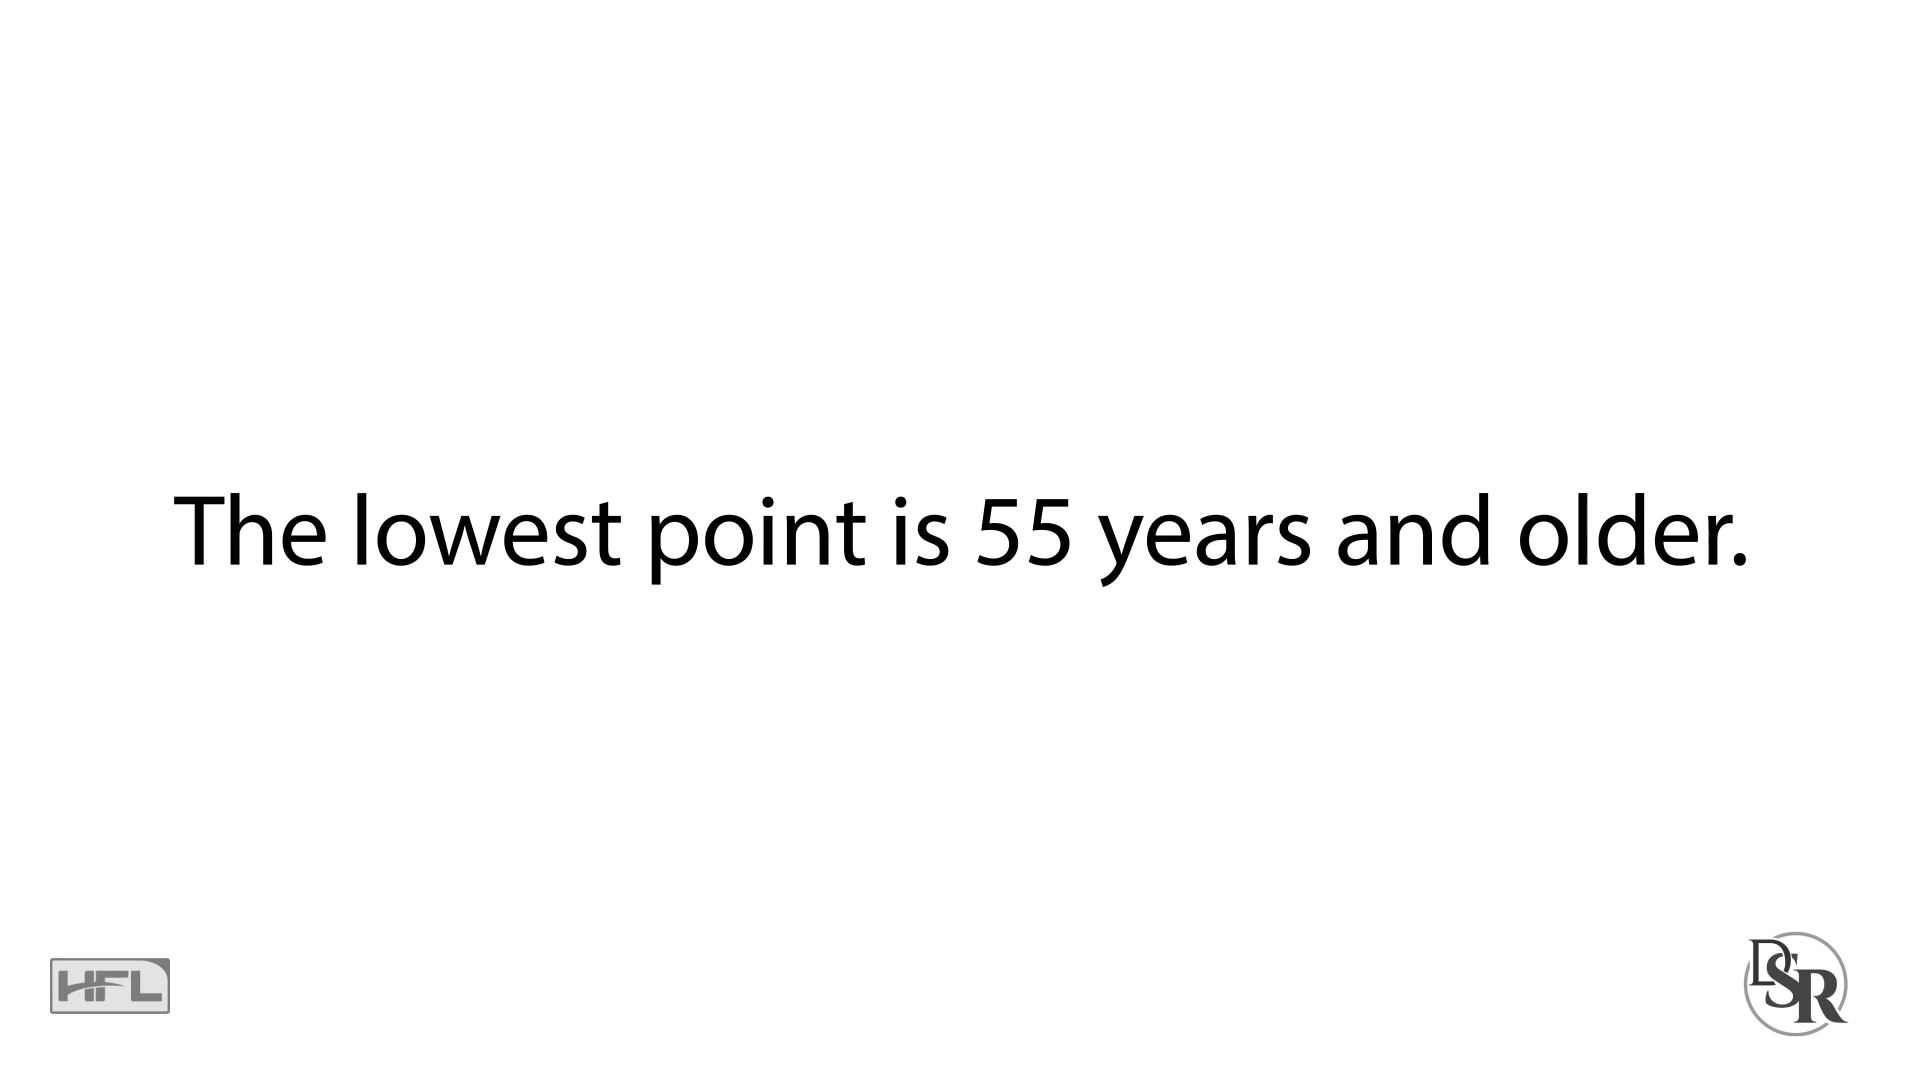 The lowest point is 55 years and older.
HFL
DSR